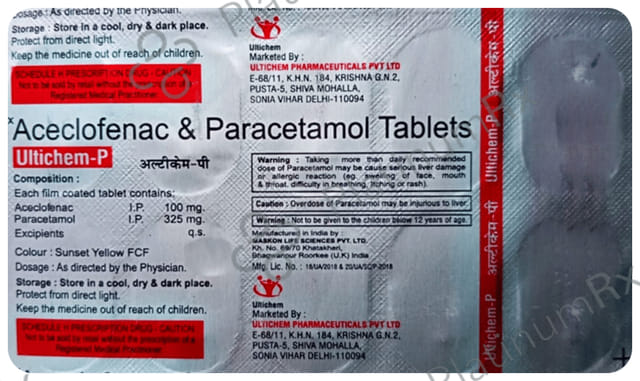 Dosage : As directed by the Physician.
Storage : Store in a cool, dry & dark place.
Protect from direct light.
Keep the medicine out of reach of children.
SCHEDULE H PRESCRIPTION DRUG - CAUTION
Not to be sold by retail without the prescription of a
Registered Medical Practitioner.
Ultichem
Marketed By :
ULTICHEM PHARMACEUTICALS PVT LTD
E-68/11, K.H.N. 184, KRISHNA G.N.2,
PUSTA-5, SHIVA MOHALLA,
SONIA VIHAR DELHI-110094
Aceclofenac & Paracetamol Tablets
Ultichem-P
अल्टीकेम-पी
Composition :
Each film coated tablet contains:
Aceclofenac I.P. 100 mg.
Paracetamol I.P. 325 mg.
Excipients q.s.
Colour : Sunset Yellow FCF
Dosage : As directed by the Physician.
Storage : Store in a cool, dry & dark place.
Protect from direct light.
Keep the medicine out of reach of children.
SCHEDULE H PRESCRIPTION DRUG - CAUTION
Not to be sold by retail without the prescription of a
Registered Medical Practitioner.
Warning : Taking more than daily recommended
dose of Paracetamol may cause serious liver damage
or allergic reaction (eg. swelling of face, mouth
& throat. difficulty in breathing, itching or rash).
Caution : Overdose of Paracetamol may be injurious to liver.
Warning : Not to be given to the children below 12 years of age.
Manufactured in India by :
MASKON LIFE SCIENCES PVT. LTD.
Kh. No. 69/70 Khatakheri,
Bhagwanpur Roorkee (U.K) India
Mfg. Lic. No. : 18/UA/2018 & 20/UA/SC/P-2018
Ultichem
Marketed By :
ULTICHEM PHARMACEUTICALS PVT LTD
E-68/11, K.H.N. 184, KRISHNA G.N.2,
PUSTA-5, SHIVA MOHALLA,
SONIA VIHAR DELHI-110094
अल्टीकेम-पी
Ultichem-P
अल्टीकेम-पी
Ultichem-P
PlatinumRx